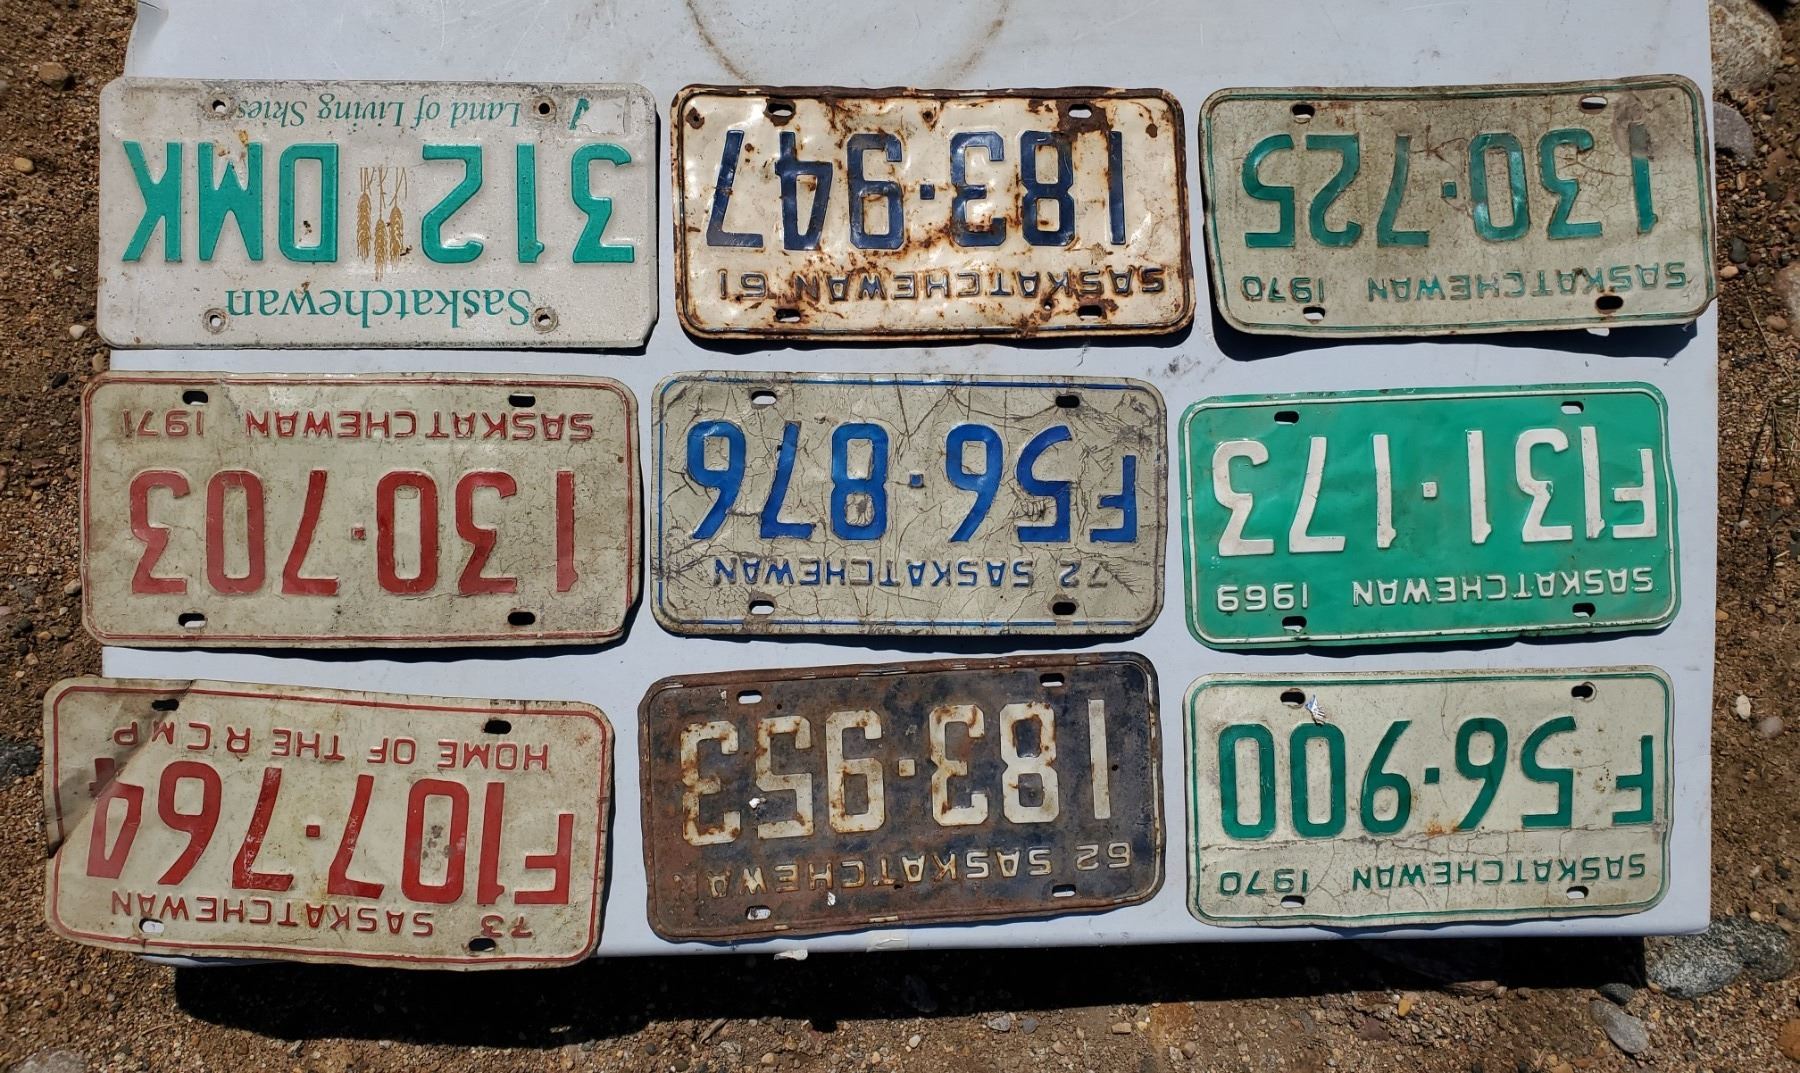 SASKATCHEWAN 1970
F56·900
62 SASKATCHEWAN
183·953
73 SASKATCHEWAN
F107·764
HOME OF THE RCMP
SASKATCHEWAN 1969
F131·173
72 SASKATCHEWAN
F56·876
130·703
SASKATCHEWAN 1971
SASKATCHEWAN 1970
130·725
SASKATCHEWAN 61
183·947
Saskatchewan
312 DMK
Land of Living Skies